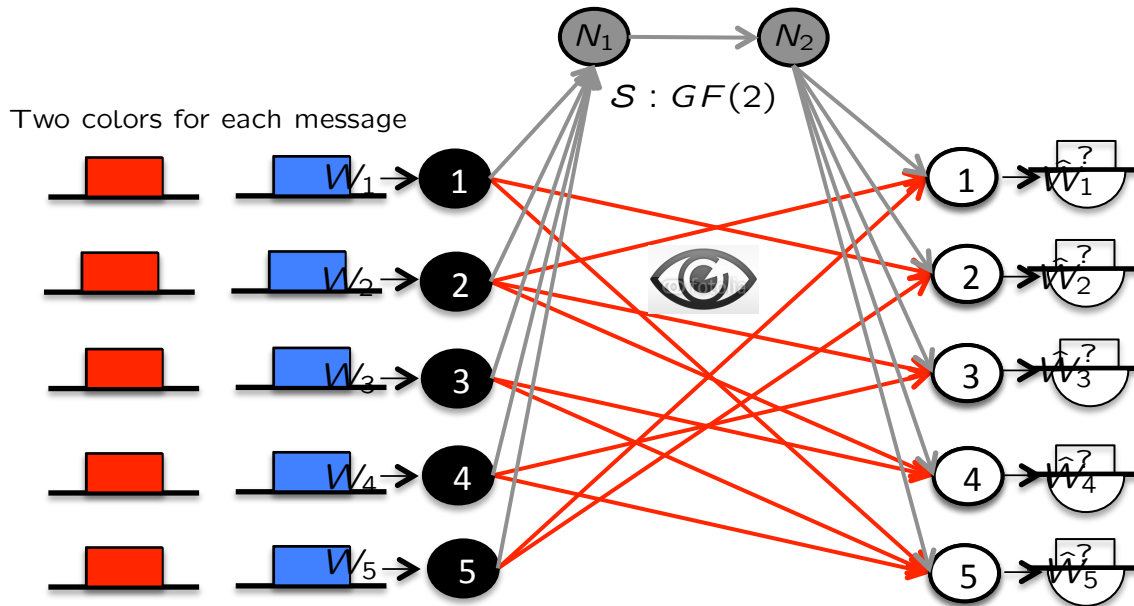 N₁
N₂
S : GF(2)
Two colors for each message
W₁ 1 1 Ŵ₁ ?
W₂ 2 2 Ŵ₂ ?
W₃ 3 3 Ŵ₃ ?
W₄ 4 4 Ŵ₄ ?
W₅ 5 5 Ŵ₅ ?